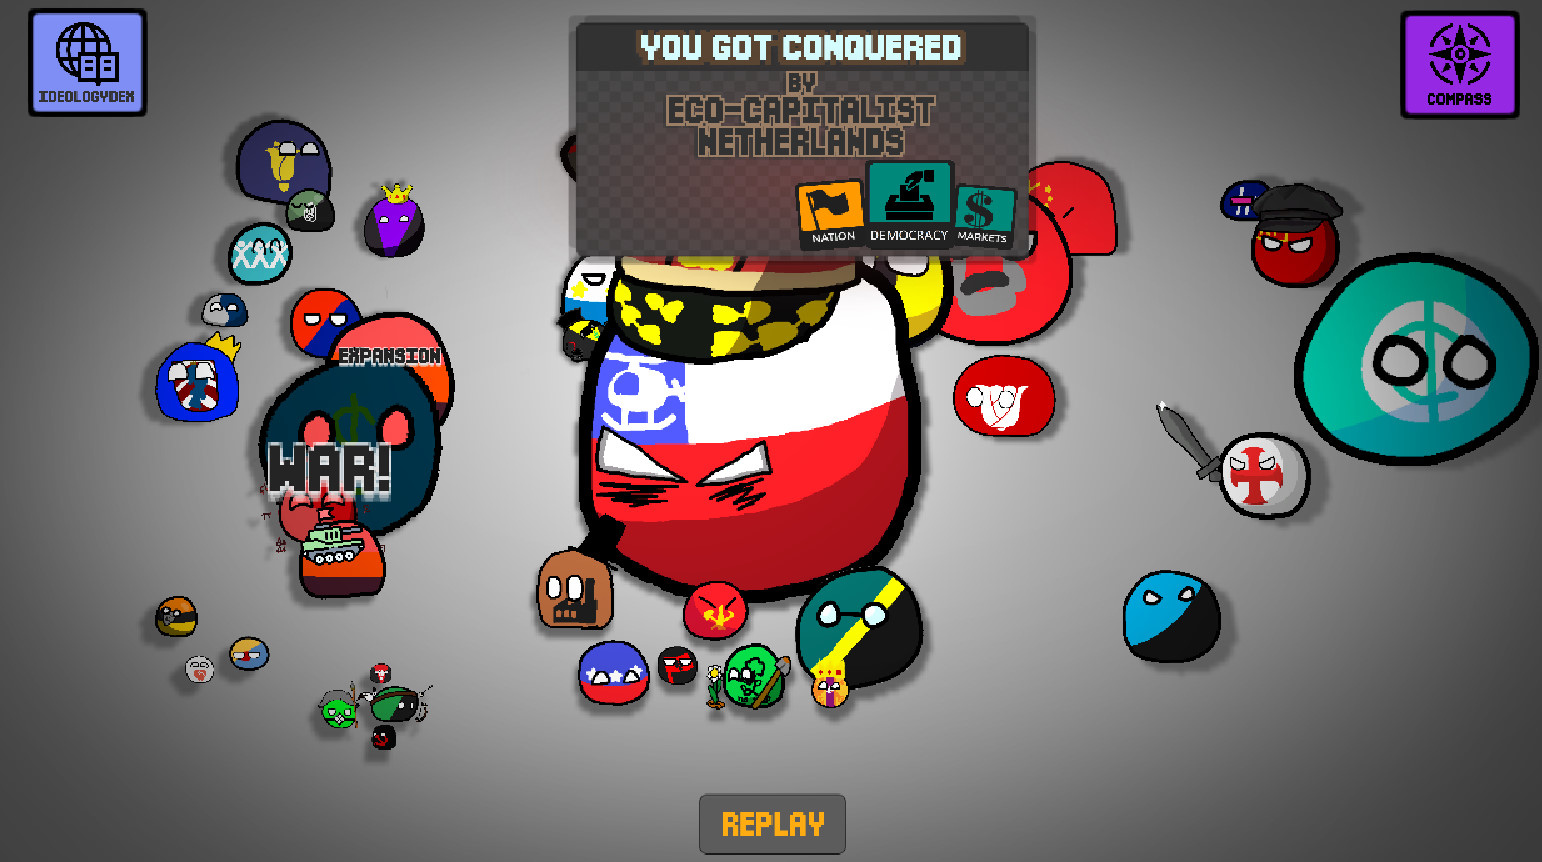 IDEOLOGYDEX
YOU GOT CONQUERED
BY
ECO-CAPITALIST
NETHERLANDS
NATION
DEMOCRACY
MARKETS
COMPASS
EXPANSION
WAR!
REPLAY